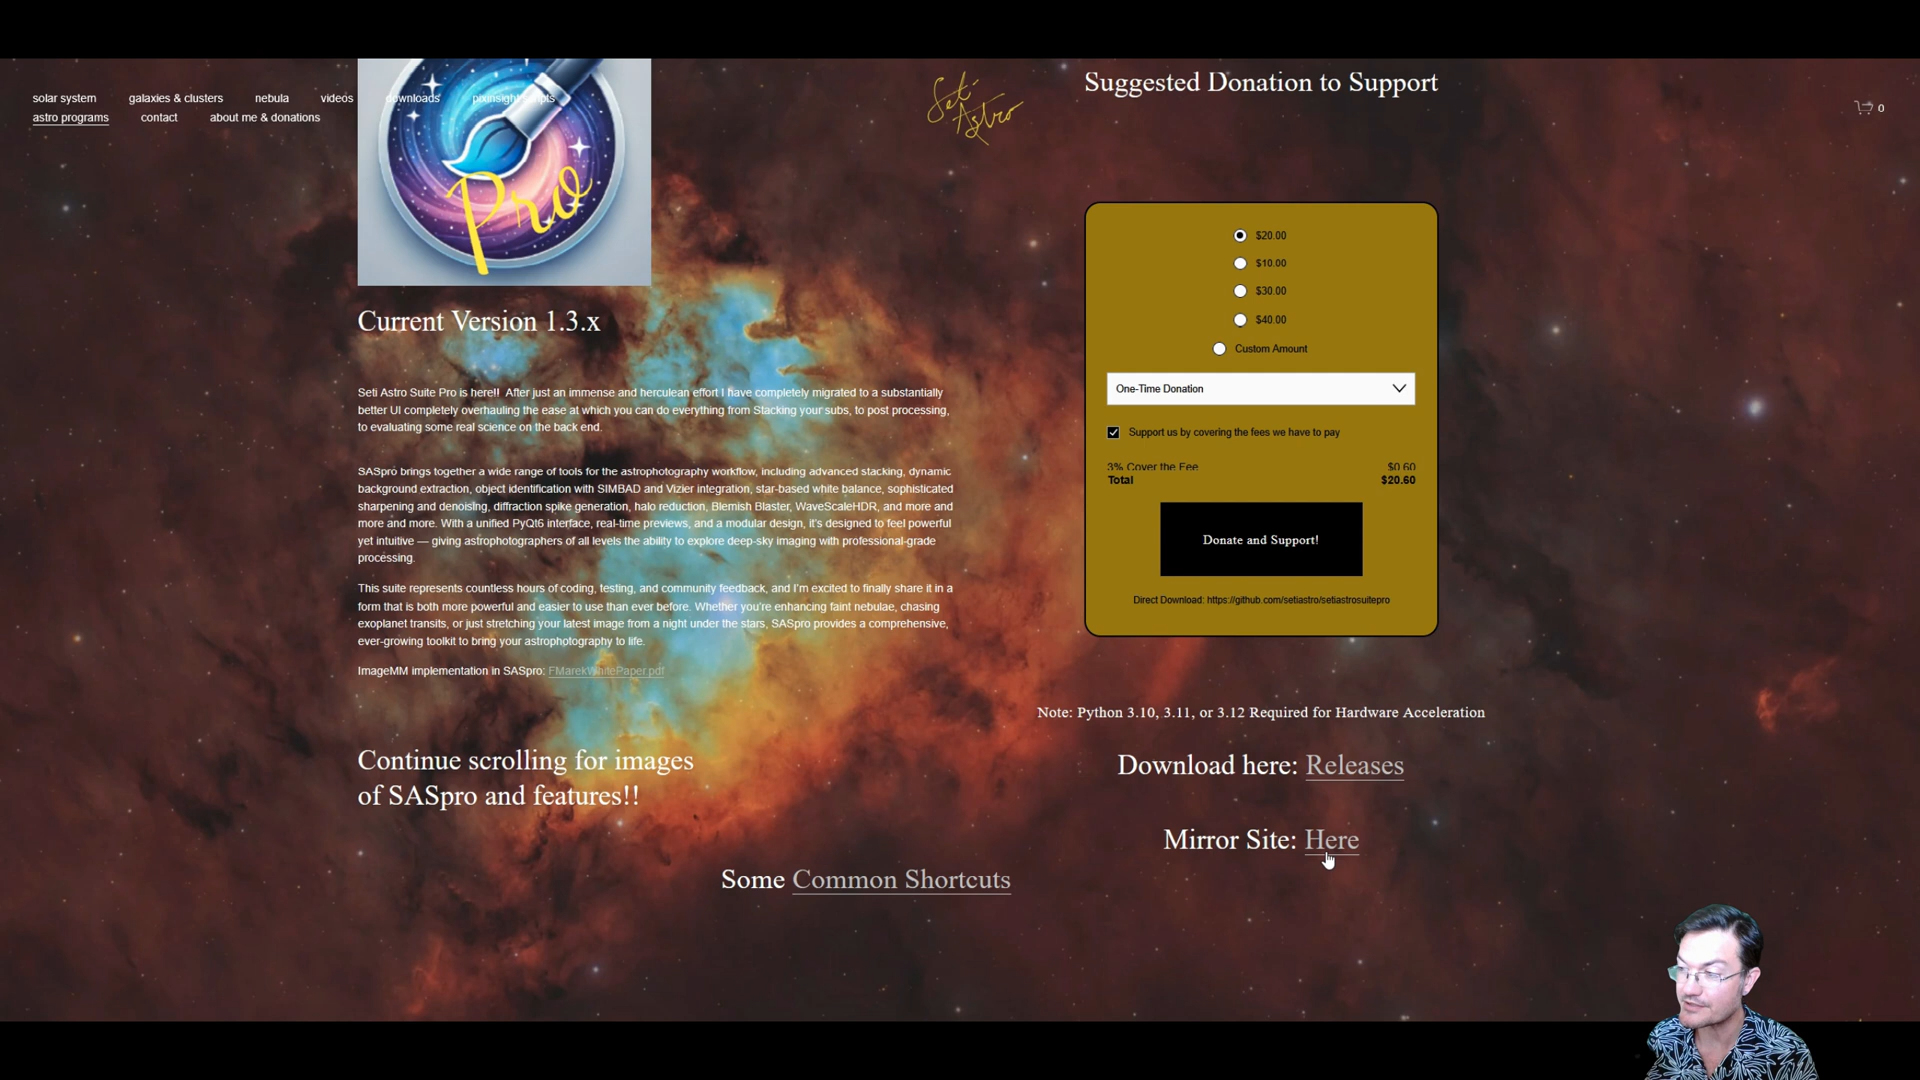 solar system galaxies & clusters nebula videos downloads pixinsight scripts
astro programs contact about me & donations
Pro
Seti Astro
0
Current Version 1.3.x
Seti Astro Suite Pro is here!! After just an immense and herculean effort I have completely migrated to a substantially
better UI completely overhauling the ease at which you can do everything from Stacking your subs, to post processing,
to evaluating some real science on the back end.
SASpro brings together a wide range of tools for the astrophotography workflow, including advanced stacking, dynamic
background extraction, object identification with SIMBAD and Vizier integration, star-based white balance, sophisticated
sharpening and denoising, diffraction spike generation, halo reduction, Blemish Blaster, WaveScaleHDR, and more and
more and more. With a unified PyQt6 interface, real-time previews, and a modular design, it's designed to feel powerful
yet intuitive — giving astrophotographers of all levels the ability to explore deep-sky imaging with professional-grade
processing.
This suite represents countless hours of coding, testing, and community feedback, and I'm excited to finally share it in a
form that is both more powerful and easier to use than ever before. Whether you're enhancing faint nebulae, chasing
exoplanet transits, or just stretching your latest image from a night under the stars, SASpro provides a comprehensive,
ever-growing toolkit to bring your astrophotography to life.
ImageMM implementation in SASpro: FMarekWhitePaper.pdf
Continue scrolling for images
of SASpro and features!!
Suggested Donation to Support
$20.00
$10.00
$30.00
$40.00
Custom Amount
One-Time Donation
Support us by covering the fees we have to pay
3% Cover the Fee $0.60
Total $20.60
Donate and Support!
Direct Download: https://github.com/setiastro/setiastrosuitepro
Note: Python 3.10, 3.11, or 3.12 Required for Hardware Acceleration
Download here: Releases
Mirror Site: Here
Some Common Shortcuts